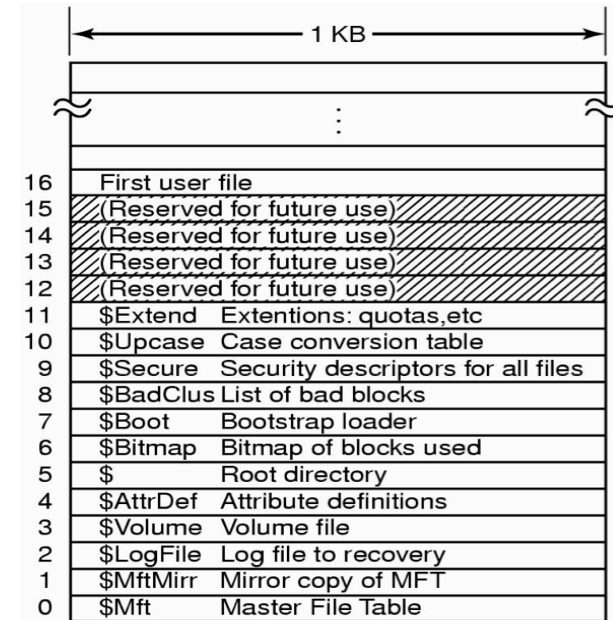 1 KB
⋮
16 First user file
15 (Reserved for future use)
14 (Reserved for future use)
13 (Reserved for future use)
12 (Reserved for future use)
11 $Extend Extentions: quotas,etc
10 $Upcase Case conversion table
9 $Secure Security descriptors for all files
8 $BadClus List of bad blocks
7 $Boot Bootstrap loader
6 $Bitmap Bitmap of blocks used
5 $ Root directory
4 $AttrDef Attribute definitions
3 $Volume Volume file
2 $LogFile Log file to recovery
1 $MftMirr Mirror copy of MFT
0 $Mft Master File Table